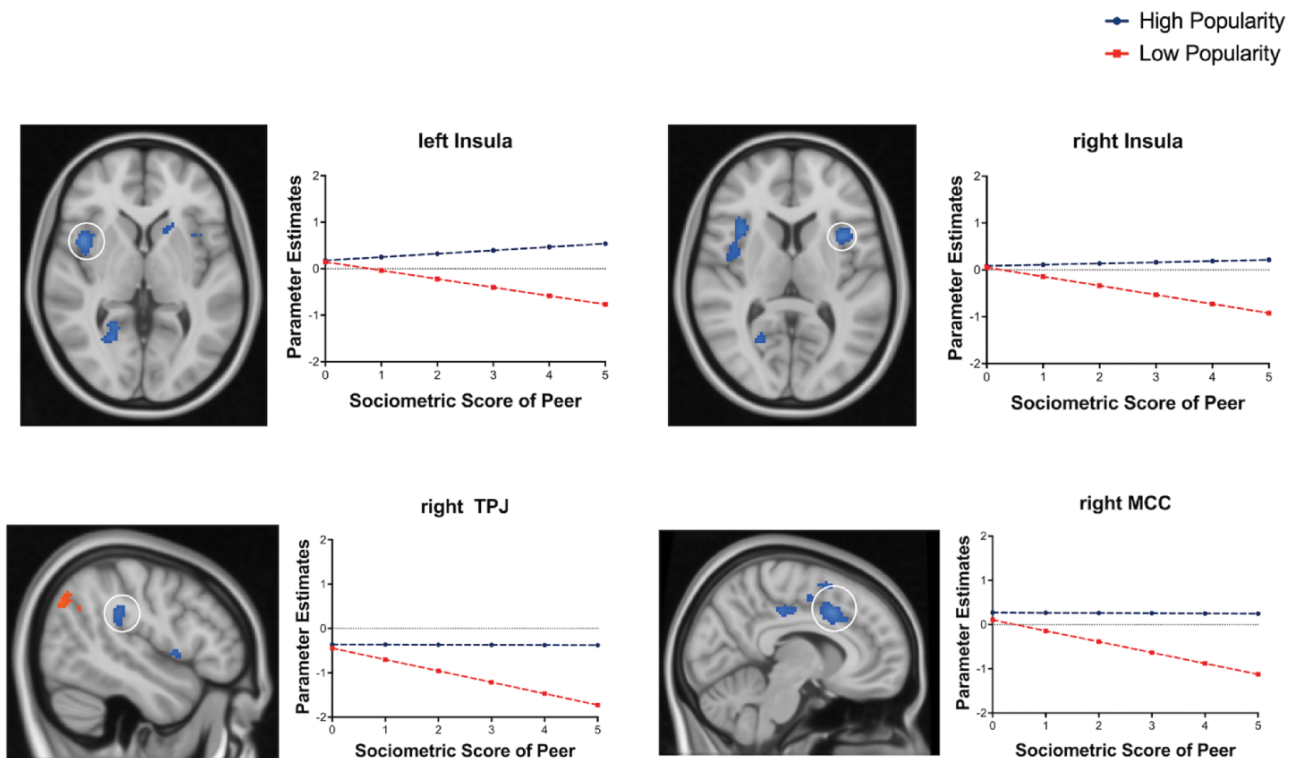 High Popularity
Low Popularity
left Insula
Parameter Estimates
2
1
0
-1
-2
0 1 2 3 4 5
Sociometric Score of Peer
right Insula
Parameter Estimates
2
1
0
-1
-2
0 1 2 3 4 5
Sociometric Score of Peer
right TPJ
Parameter Estimates
2
1
0
-1
-2
0 1 2 3 4 5
Sociometric Score of Peer
right MCC
Parameter Estimates
2
1
0
-1
-2
0 1 2 3 4 5
Sociometric Score of Peer